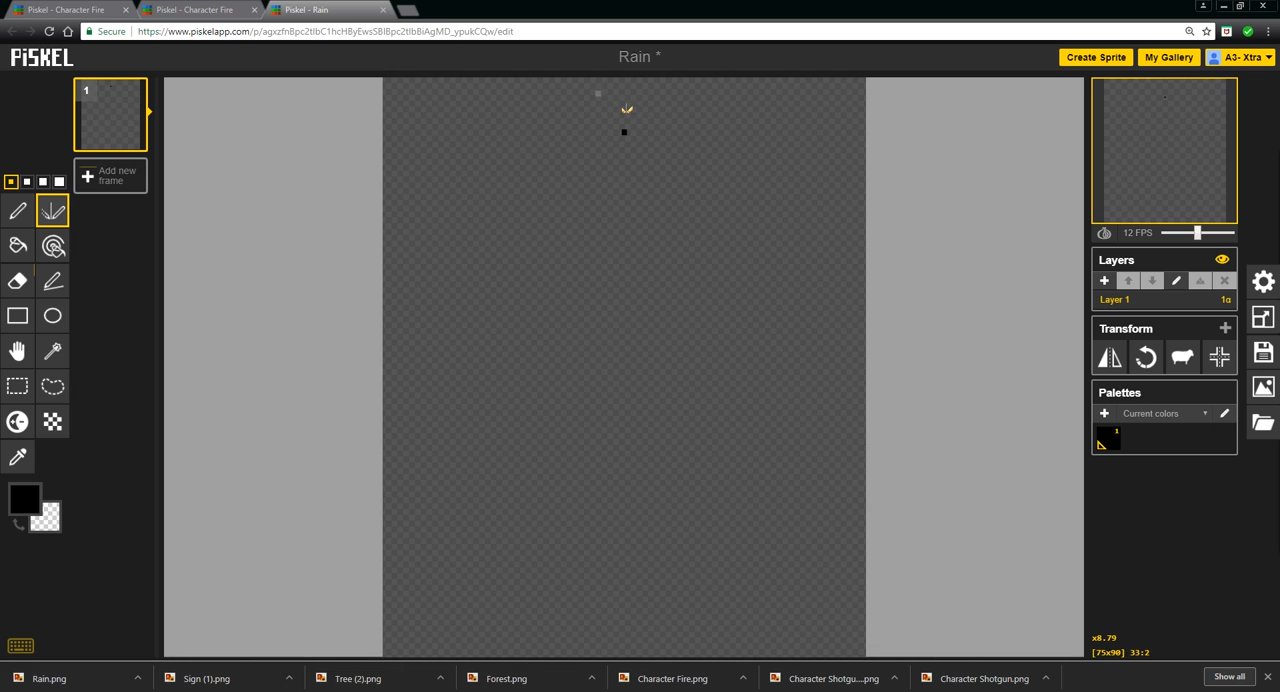 Piskel - Character Fire
Piskel - Character Fire
Piskel - Rain
Secure
https://www.piskelapp.com/p/agxzfnBpc2tlbC1hcHByEwsSBlBpc2tlbBiAgMD_ypukCQw/edit
PiSKEL
Rain *
Create Sprite
My Gallery
A3- Xtra
1
Add new
frame
12 FPS
Layers
Layer 1
1α
Transform
Palettes
Current colors
1
x8.79
[75x90] 33:2
Rain.png
Sign (1).png
Tree (2).png
Forest.png
Character Fire.png
Character Shotgu....png
Character Shotgun.png
Show all